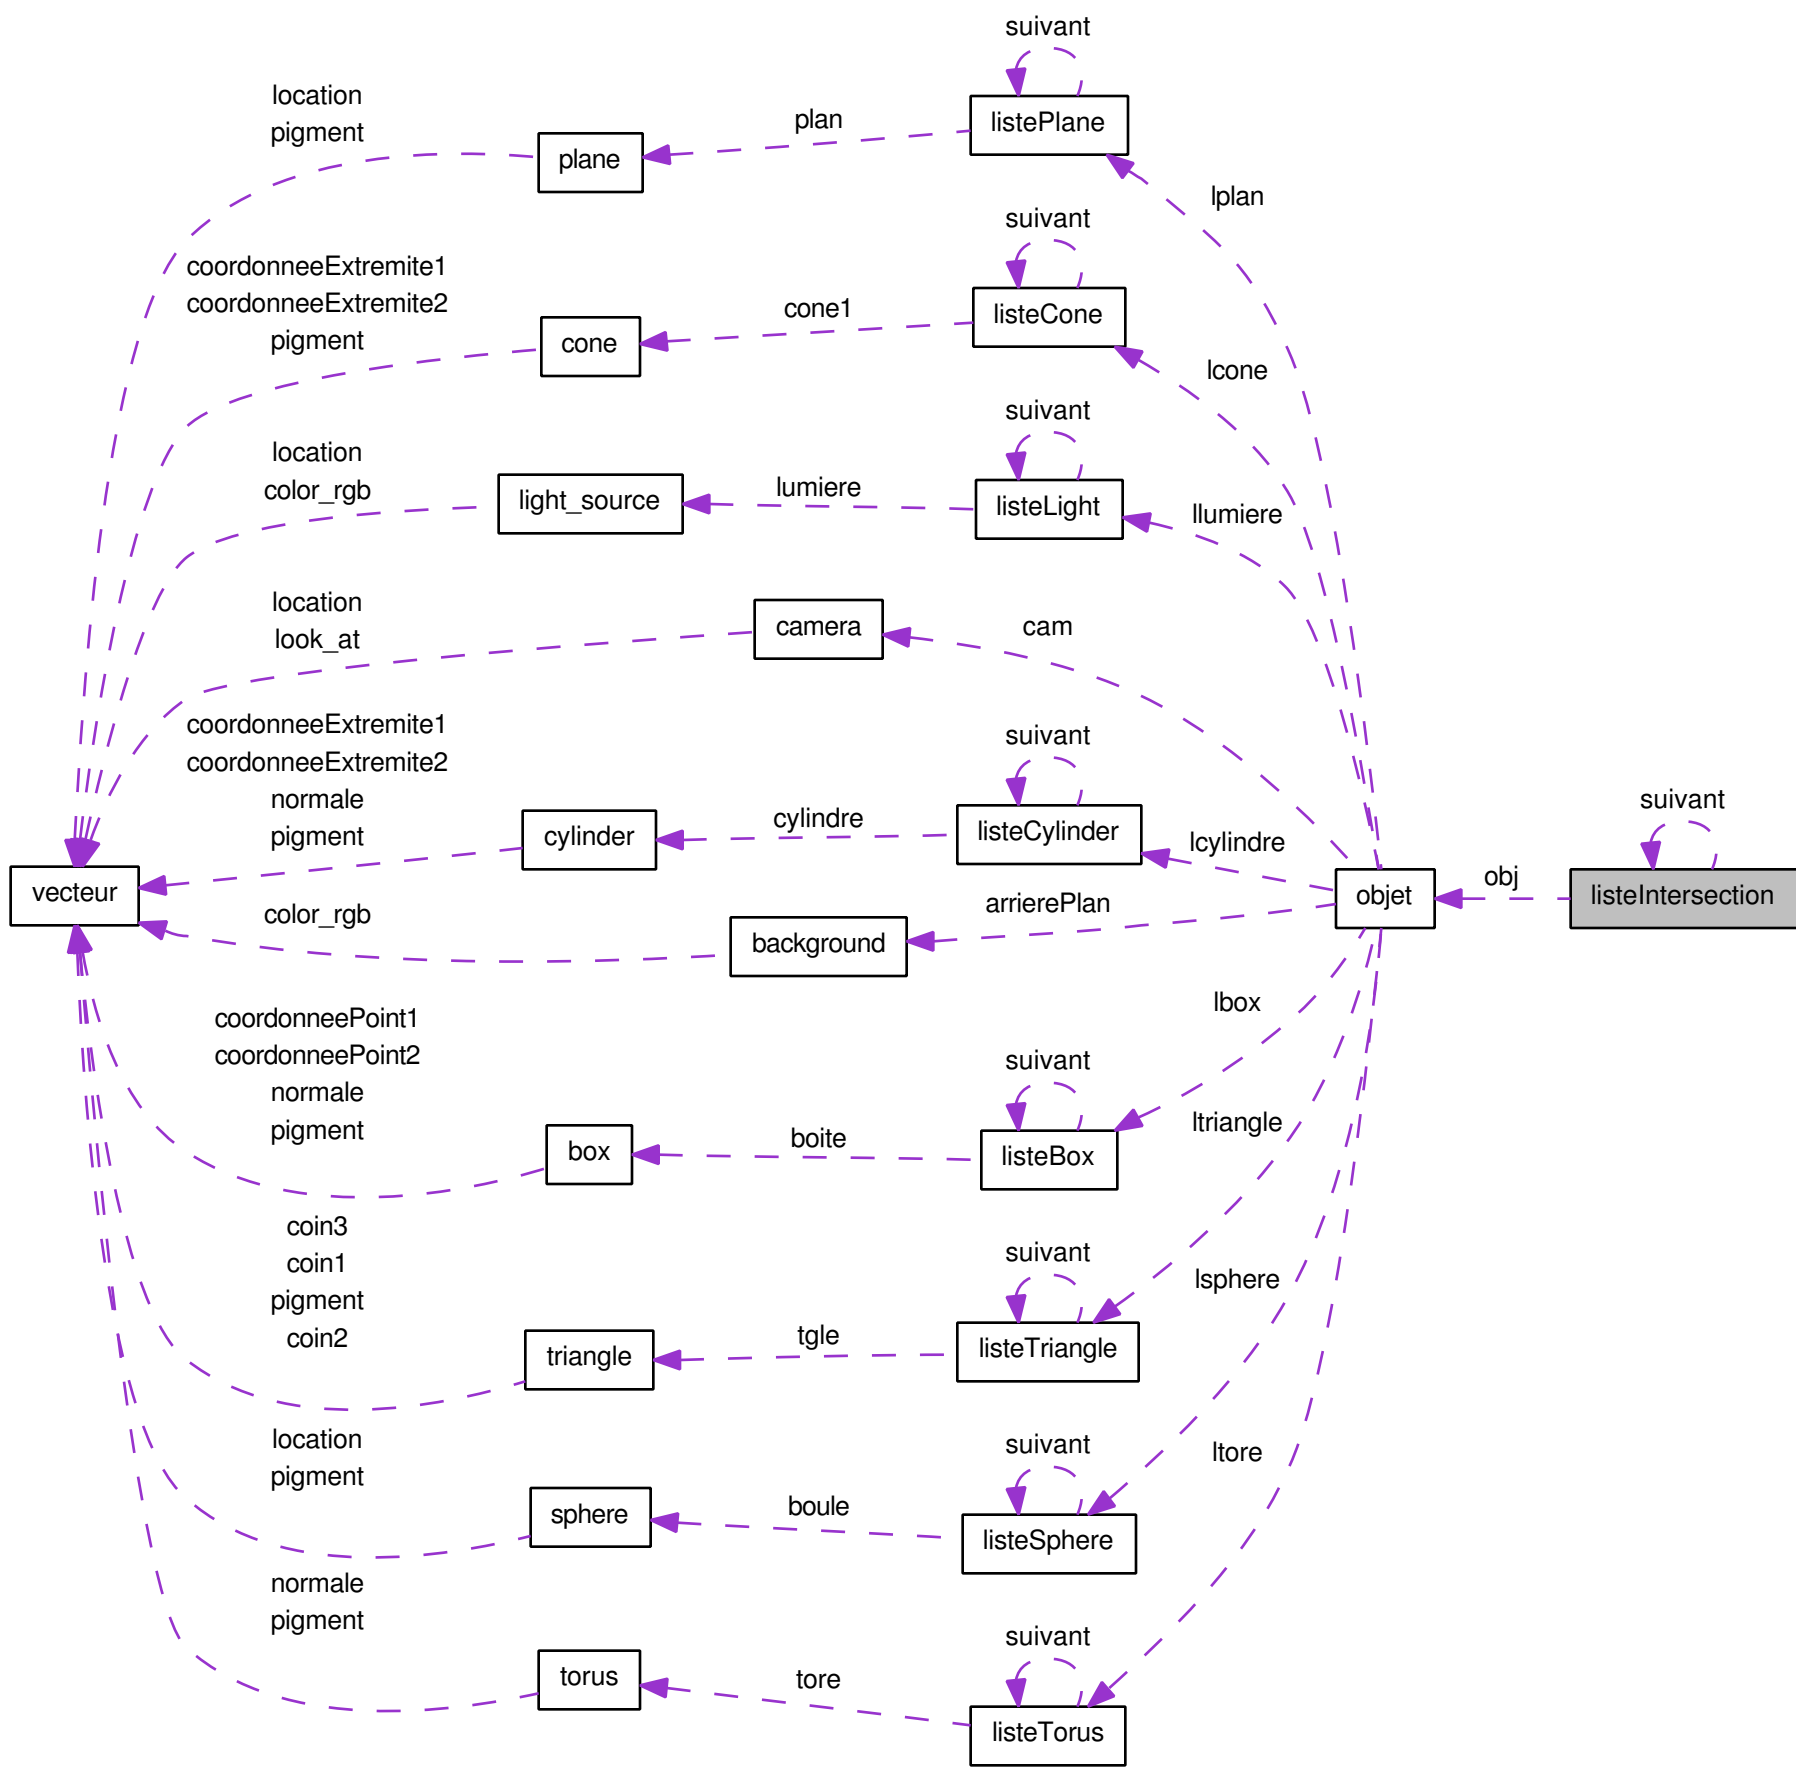 suivant
location
pigment
plan
listePlane
plane
lplan
suivant
coordonneeExtremite1
coordonneeExtremite2
pigment
cone1
listeCone
cone
lcone
suivant
location
color_rgb
lumiere
light_source
listeLight
llumiere
location
look_at
camera
cam
coordonneeExtremite1
coordonneeExtremite2
normale
pigment
suivant
cylindre
cylinder
listeCylinder
lcylindre
suivant
vecteur
objet
obj
listeIntersection
color_rgb
arrierePlan
background
lbox
coordonneePoint1
coordonneePoint2
normale
pigment
suivant
boite
box
listeBox
ltriangle
coin3
coin1
pigment
coin2
suivant
tgle
triangle
listeTriangle
lsphere
location
pigment
suivant
boule
sphere
listeSphere
ltore
normale
pigment
suivant
tore
torus
listeTorus